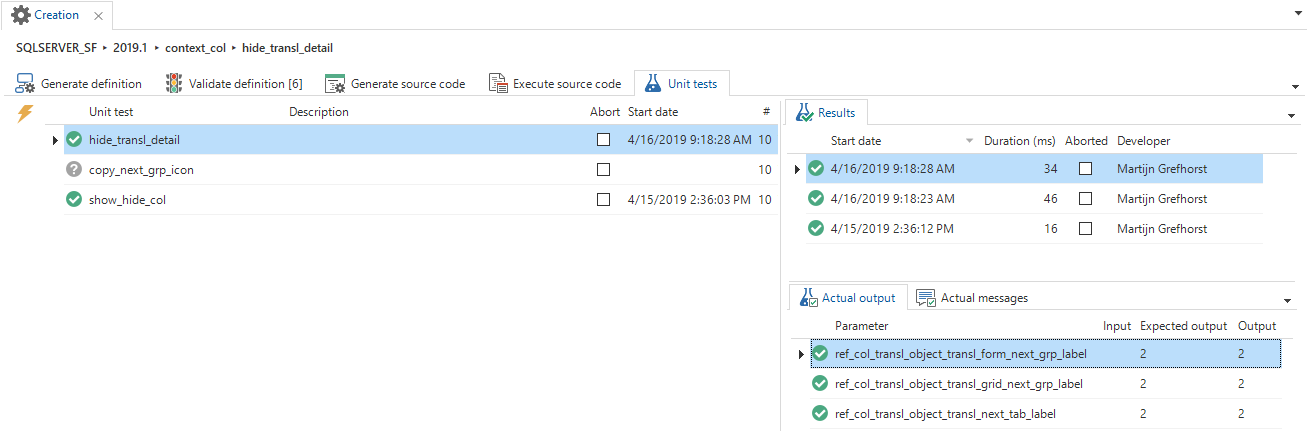 Creation
SQLSERVER_SF ▸ 2019.1 ▸ context_col ▸ hide_transl_detail
Generate definition Validate definition [6] Generate source code Execute source code Unit tests
Unit test Description Abort Start date #
hide_transl_detail 4/16/2019 9:18:28 AM 10
copy_next_grp_icon 10
show_hide_col 4/15/2019 2:36:03 PM 10
Results
Start date Duration (ms) Aborted Developer
4/16/2019 9:18:28 AM 34 Martijn Grefhorst
4/16/2019 9:18:23 AM 46 Martijn Grefhorst
4/15/2019 2:36:12 PM 16 Martijn Grefhorst
Actual output Actual messages
Parameter Input Expected output Output
ref_col_transl_object_transl_form_next_grp_label 2 2
ref_col_transl_object_transl_grid_next_grp_label 2 2
ref_col_transl_object_transl_next_tab_label 2 2